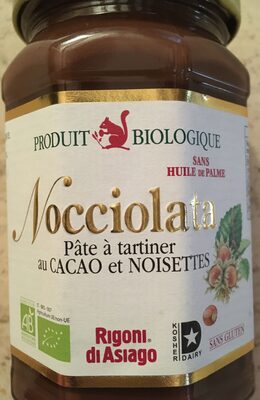 PRODUIT BIOLOGIQUE
SANS
HUILE DE PALME
Nocciolata
Pâte à tartiner
au CACAO et NOISETTES
AB
Rigoni
di Asiago
KOSHER
D
DAIRY
SANS GLUTEN